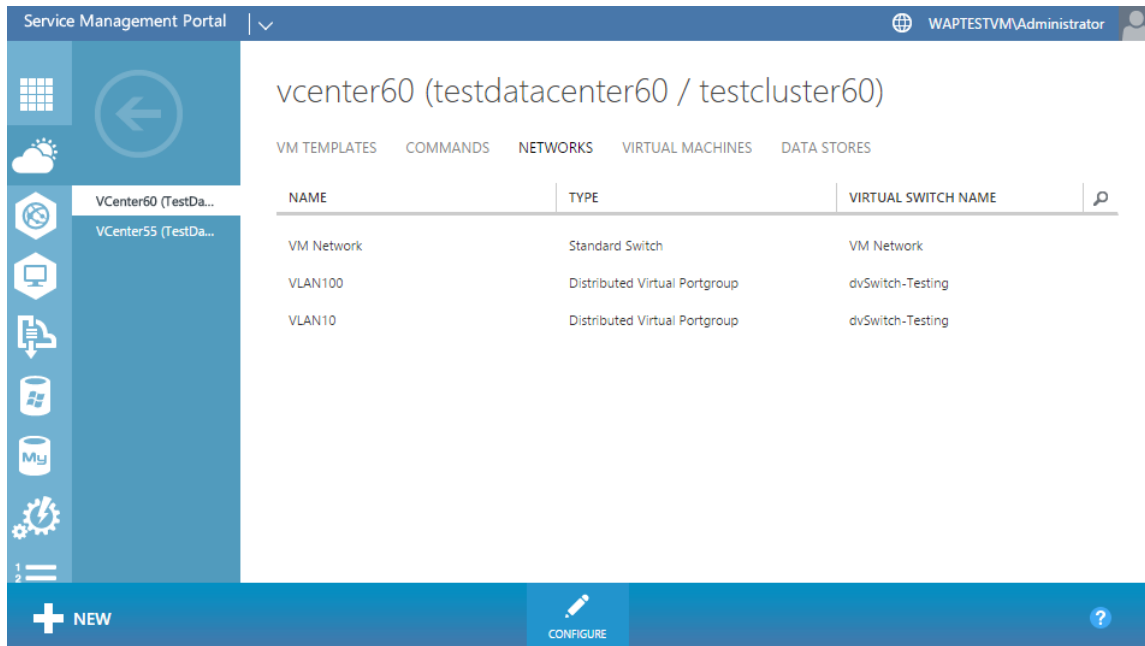 Service Management Portal WAPTESTVM\Administrator
vcenter60 (testdatacenter60 / testcluster60)
VM TEMPLATES COMMANDS NETWORKS VIRTUAL MACHINES DATA STORES
VCenter60 (TestDa...
VCenter55 (TestDa...
NAME TYPE VIRTUAL SWITCH NAME
VM Network Standard Switch VM Network
VLAN100 Distributed Virtual Portgroup dvSwitch-Testing
VLAN10 Distributed Virtual Portgroup dvSwitch-Testing
My
1
2
NEW CONFIGURE ?